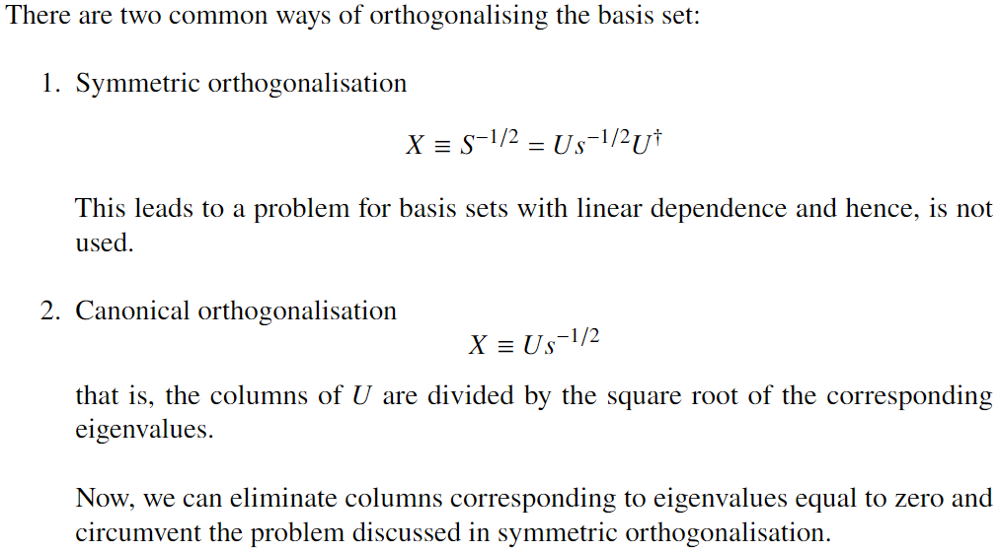 There are two common ways of orthogonalising the basis set:
1. Symmetric orthogonalisation
X ≡ S^{−1/2} = Us^{−1/2}U^†
This leads to a problem for basis sets with linear dependence and hence, is not
used.
2. Canonical orthogonalisation
X ≡ Us^{−1/2}
that is, the columns of U are divided by the square root of the corresponding
eigenvalues.
Now, we can eliminate columns corresponding to eigenvalues equal to zero and
circumvent the problem discussed in symmetric orthogonalisation.